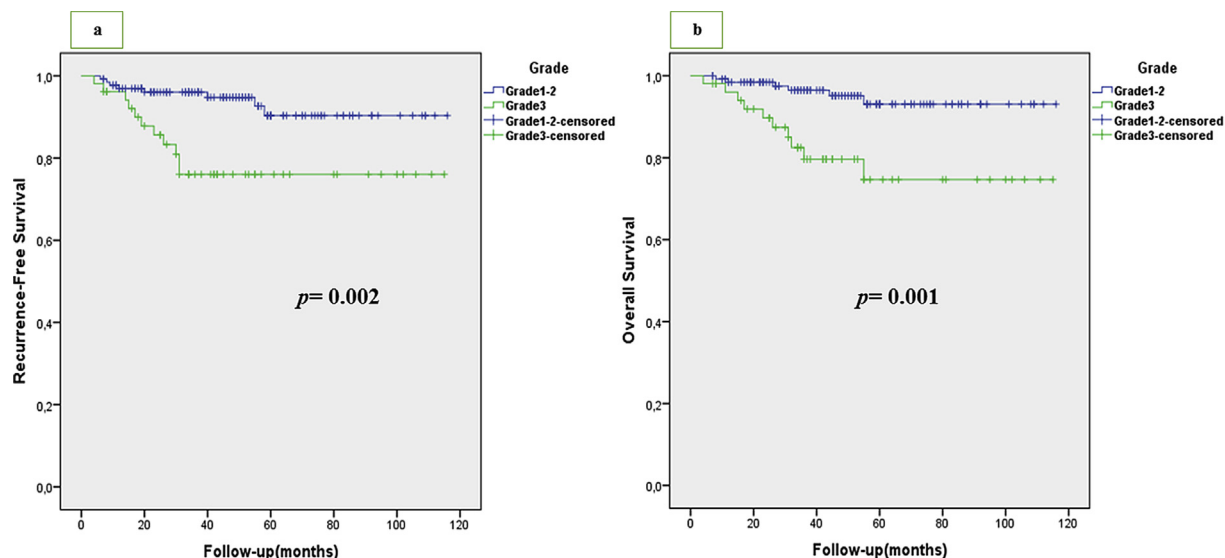 a
Grade
Grade1-2
Grade3
Grade1-2-censored
Grade3-censored
Recurrence-Free Survival
1,0
0,8
0,6
0,4
0,2
0,0
p= 0.002
0 20 40 60 80 100 120
Follow-up(months)
b
Grade
Grade1-2
Grade3
Grade1-2-censored
Grade3-censored
Overall Survival
1,0
0,8
0,6
0,4
0,2
0,0
p= 0.001
0 20 40 60 80 100 120
Follow-up(months)